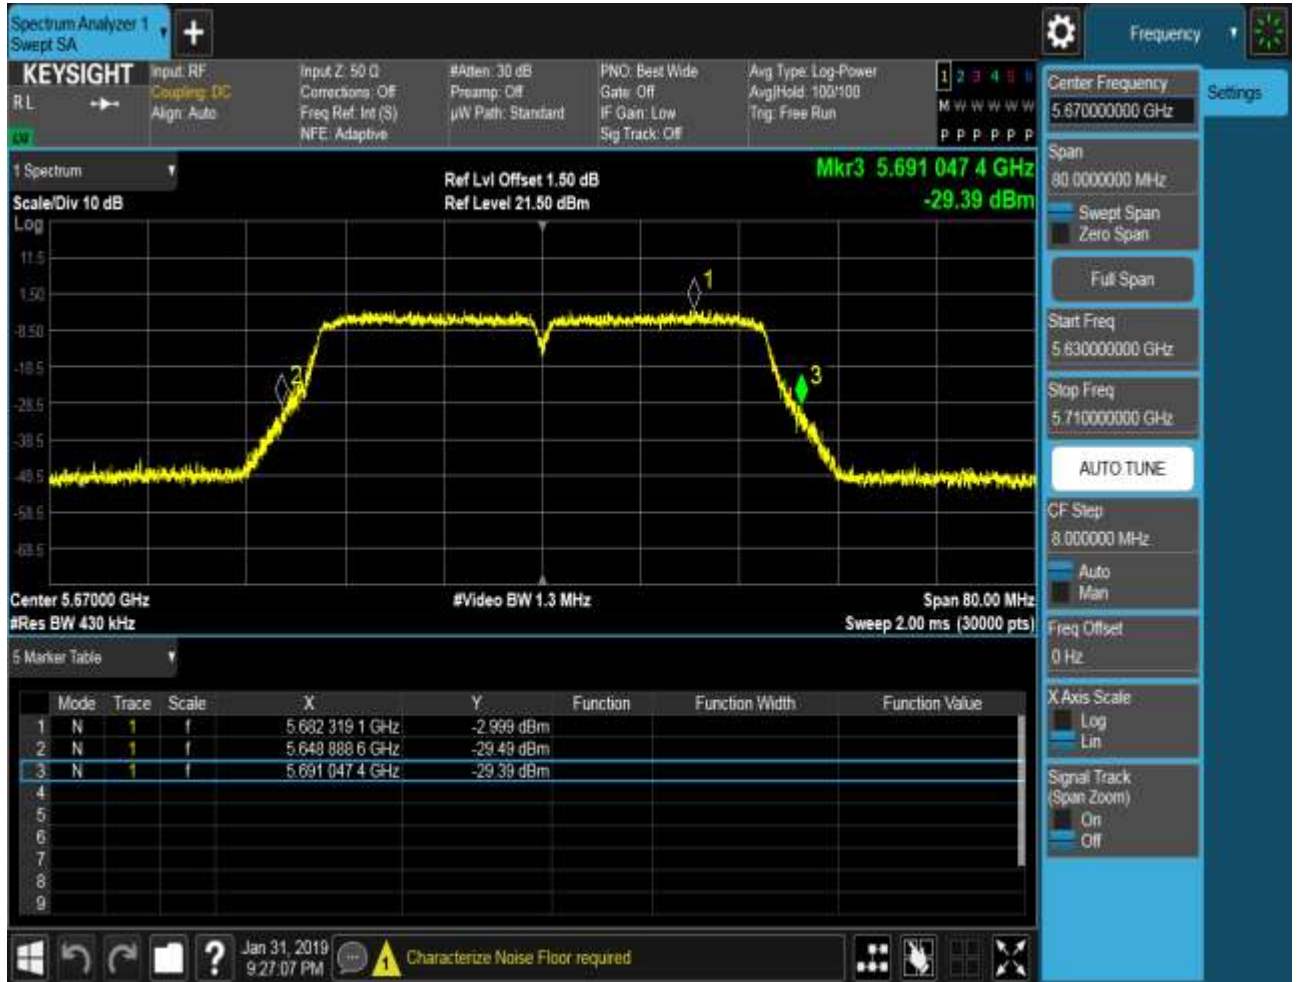 Spectrum Analyzer 1
Swept SA
+
Frequency
KEYSIGHT
R L
Input: RF
Coupling: DC
Align: Auto
Input Z: 50 Ω
Corrections: Off
Freq Ref: Int (S)
NFE: Adaptive
#Atten: 30 dB
Preamp: Off
µW Path: Standard
PNO: Best Wide
Gate: Off
IF Gain: Low
Sig Track: Off
Avg Type: Log-Power
Avg|Hold: 100/100
Trig: Free Run
1 2 3 4 5 6
M W W W W W
P P P P P P
1 Spectrum
Scale/Div 10 dB
Ref Lvl Offset 1.50 dB
Ref Level 21.50 dBm
Mkr3 5.691 047 4 GHz
-29.39 dBm
Log
11.5
1.50
-8.50
-18.5
-28.5
-38.5
-48.5
-58.5
-68.5
1
2
3
Center 5.67000 GHz
#Res BW 430 kHz
#Video BW 1.3 MHz
Span 80.00 MHz
Sweep 2.00 ms (30000 pts)
5 Marker Table
Mode Trace Scale X Y Function Function Width Function Value
1 N 1 f 5.682 319 1 GHz -2.999 dBm
2 N 1 f 5.648 888 6 GHz -29.49 dBm
3 N 1 f 5.691 047 4 GHz -29.39 dBm
4
5
6
7
8
9
Center Frequency
5.670000000 GHz
Settings
Span
80.0000000 MHz
Swept Span
Zero Span
Full Span
Start Freq
5.630000000 GHz
Stop Freq
5.710000000 GHz
AUTO TUNE
CF Step
8.000000 MHz
Auto
Man
Freq Offset
0 Hz
X Axis Scale
Log
Lin
Signal Track
(Span Zoom)
On
Off
?
Jan 31, 2019
9:27:07 PM
1
Characterize Noise Floor required